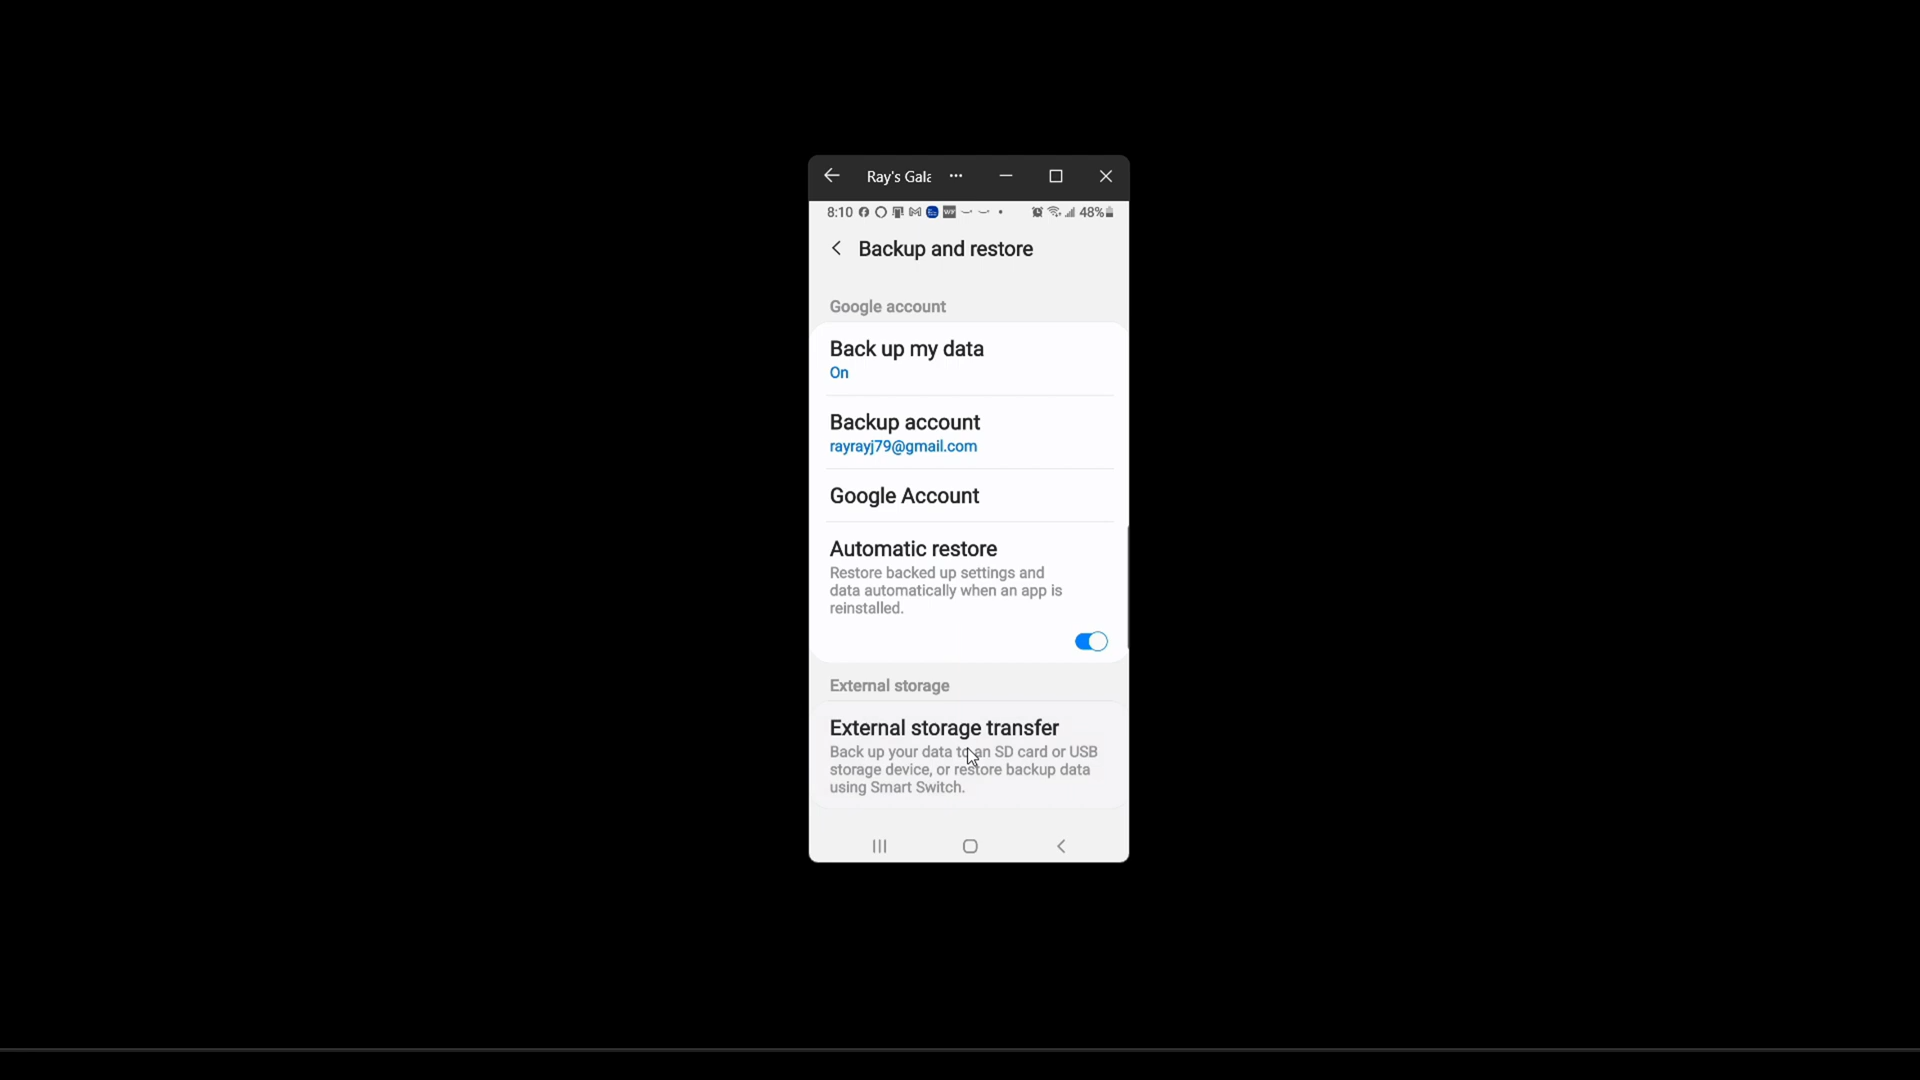 Ray's Gala
8:10
48%
Backup and restore
Google account
Back up my data
On
Backup account
rayrayj79@gmail.com
Google Account
Automatic restore
Restore backed up settings and
data automatically when an app is
reinstalled.
External storage
External storage transfer
Back up your data to an SD card or USB
storage device, or restore backup data
using Smart Switch.